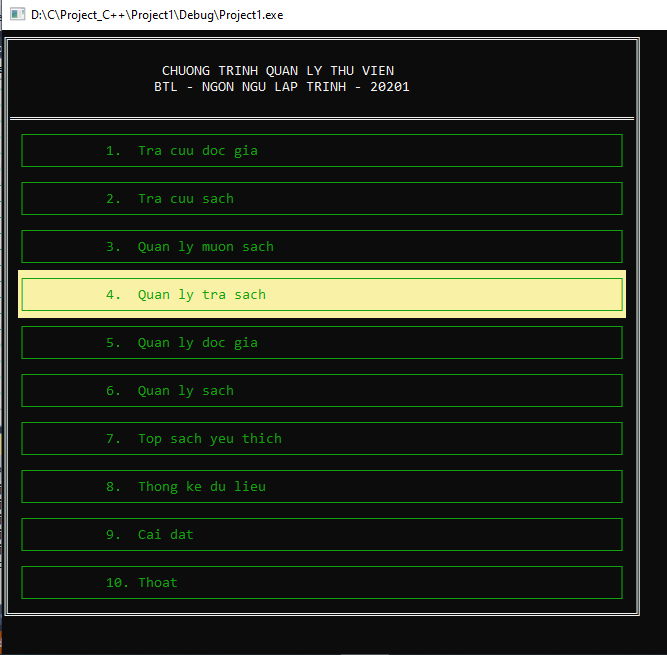 D:\C\Project_C++\Project1\Debug\Project1.exe
CHUONG TRINH QUAN LY THU VIEN
BTL - NGON NGU LAP TRINH - 20201
1. Tra cuu doc gia
2. Tra cuu sach
3. Quan ly muon sach
4. Quan ly tra sach
5. Quan ly doc gia
6. Quan ly sach
7. Top sach yeu thich
8. Thong ke du lieu
9. Cai dat
10. Thoat